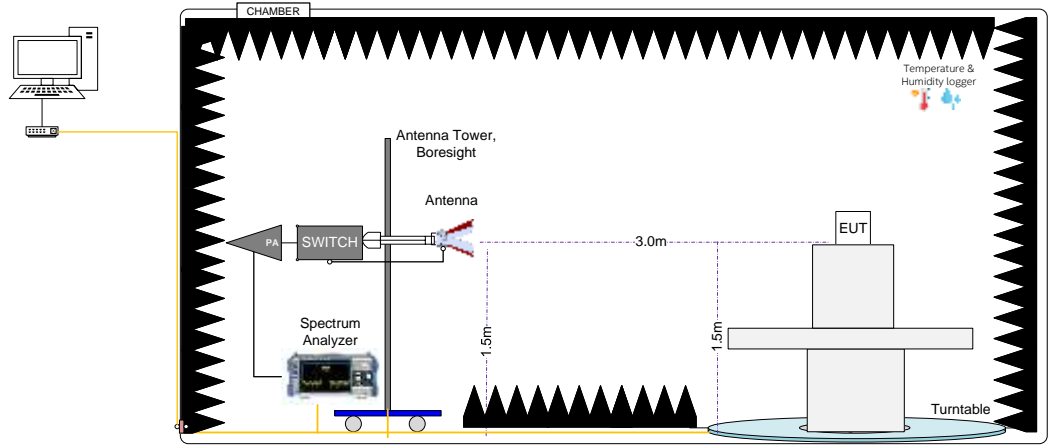 CHAMBER
Temperature &
Humidity logger
Antenna Tower,
Boresight
Antenna
PA
SWITCH
3.0m
EUT
Spectrum
Analyzer
1.5m
1.5m
Turntable